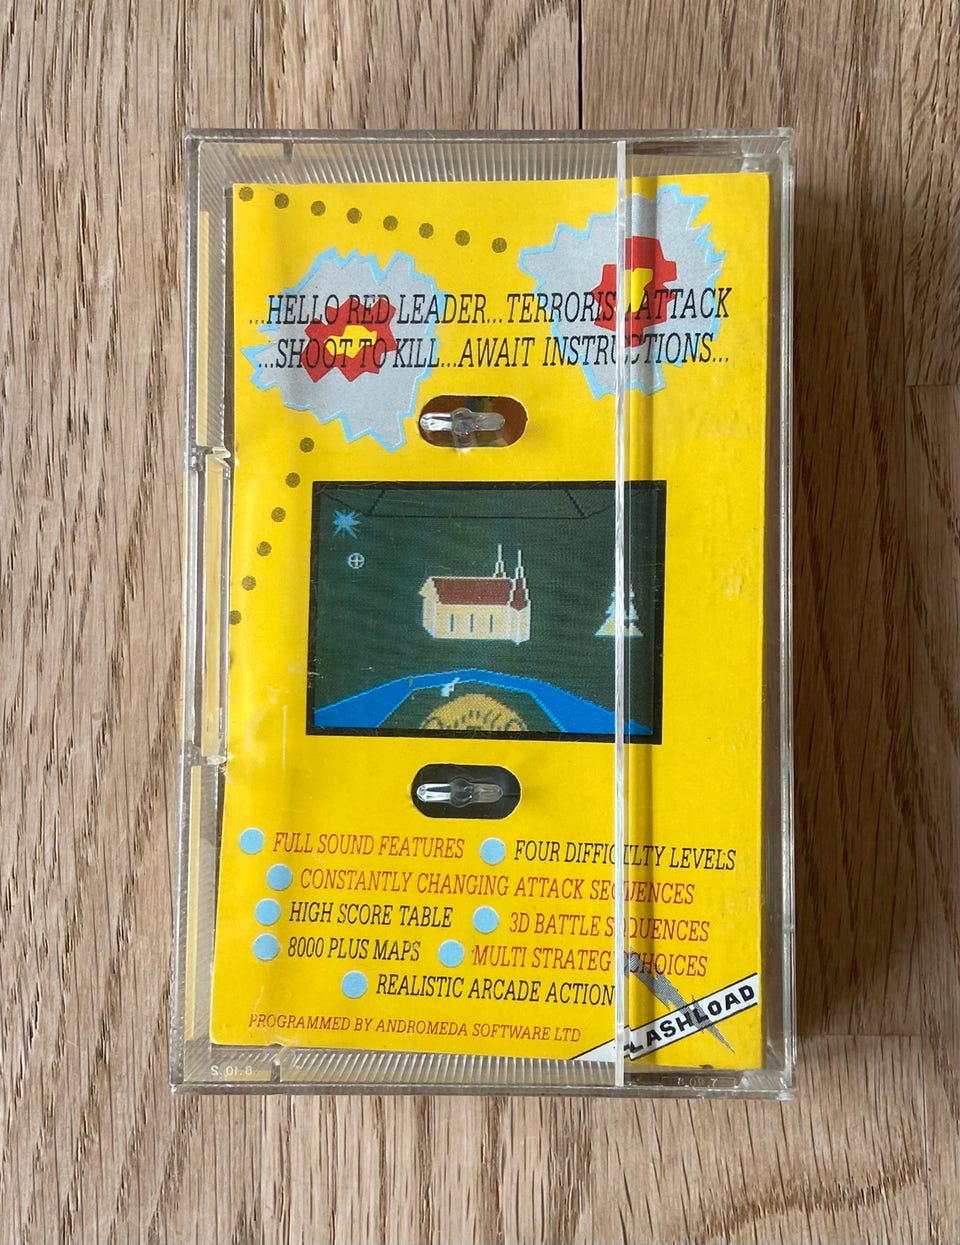 ...HELLO RED LEADER...TERRORIST ATTACK
...SHOOT TO KILL...AWAIT INSTRUCTIONS...
FULL SOUND FEATURES FOUR DIFFICULTY LEVELS
CONSTANTLY CHANGING ATTACK SEQUENCES
HIGH SCORE TABLE 3D BATTLE SEQUENCES
8000 PLUS MAPS MULTI STRATEGY CHOICES
REALISTIC ARCADE ACTION
PROGRAMMED BY ANDROMEDA SOFTWARE LTD
FLASHLOAD